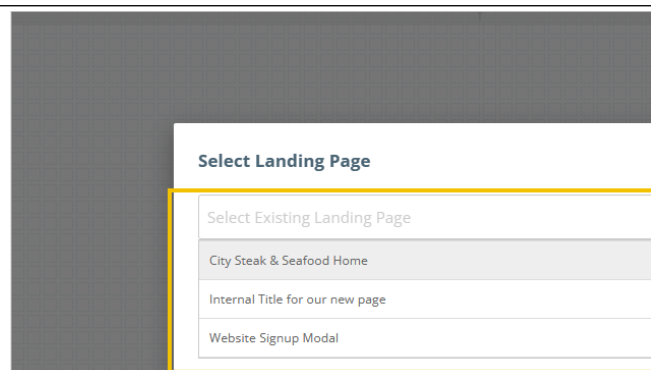 Select Landing Page
Select Existing Landing Page
City Steak & Seafood Home
Internal Title for our new page
Website Signup Modal